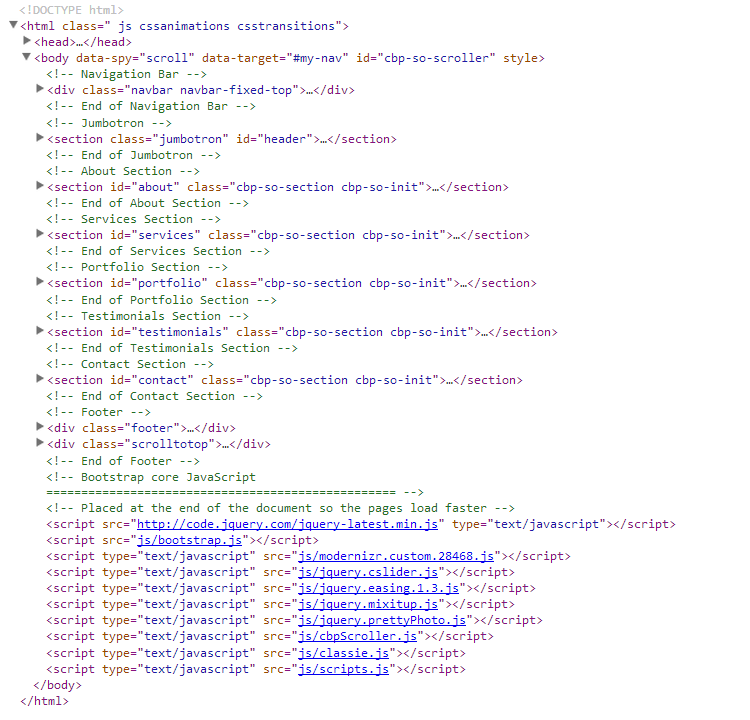 <!DOCTYPE html>
<html class=" js cssanimations csstransitions">
<head>…</head>
<body data-spy="scroll" data-target="#my-nav" id="cbp-so-scroller" style>
<!-- Navigation Bar -->
<div class="navbar navbar-fixed-top">…</div>
<!-- End of Navigation Bar -->
<!-- Jumbotron -->
<section class="jumbotron" id="header">…</section>
<!-- End of Jumbotron -->
<!-- About Section -->
<section id="about" class="cbp-so-section cbp-so-init">…</section>
<!-- End of About Section -->
<!-- Services Section -->
<section id="services" class="cbp-so-section cbp-so-init">…</section>
<!-- End of Services Section -->
<!-- Portfolio Section -->
<section id="portfolio" class="cbp-so-section cbp-so-init">…</section>
<!-- End of Portfolio Section -->
<!-- Testimonials Section -->
<section id="testimonials" class="cbp-so-section cbp-so-init">…</section>
<!-- End of Testimonials Section -->
<!-- Contact Section -->
<section id="contact" class="cbp-so-section cbp-so-init">…</section>
<!-- End of Contact Section -->
<!-- Footer -->
<div class="footer">…</div>
<div class="scrolltotop">…</div>
<!-- End of Footer -->
<!-- Bootstrap core JavaScript
================================================== -->
<!-- Placed at the end of the document so the pages load faster -->
<script src="http://code.jquery.com/jquery-latest.min.js" type="text/javascript"></script>
<script src="js/bootstrap.js"></script>
<script type="text/javascript" src="js/modernizr.custom.28468.js"></script>
<script type="text/javascript" src="js/jquery.cslider.js"></script>
<script type="text/javascript" src="js/jquery.easing.1.3.js"></script>
<script type="text/javascript" src="js/jquery.mixitup.js"></script>
<script type="text/javascript" src="js/jquery.prettyPhoto.js"></script>
<script type="text/javascript" src="js/cbpScroller.js"></script>
<script type="text/javascript" src="js/classie.js"></script>
<script type="text/javascript" src="js/scripts.js"></script>
</body>
</html>